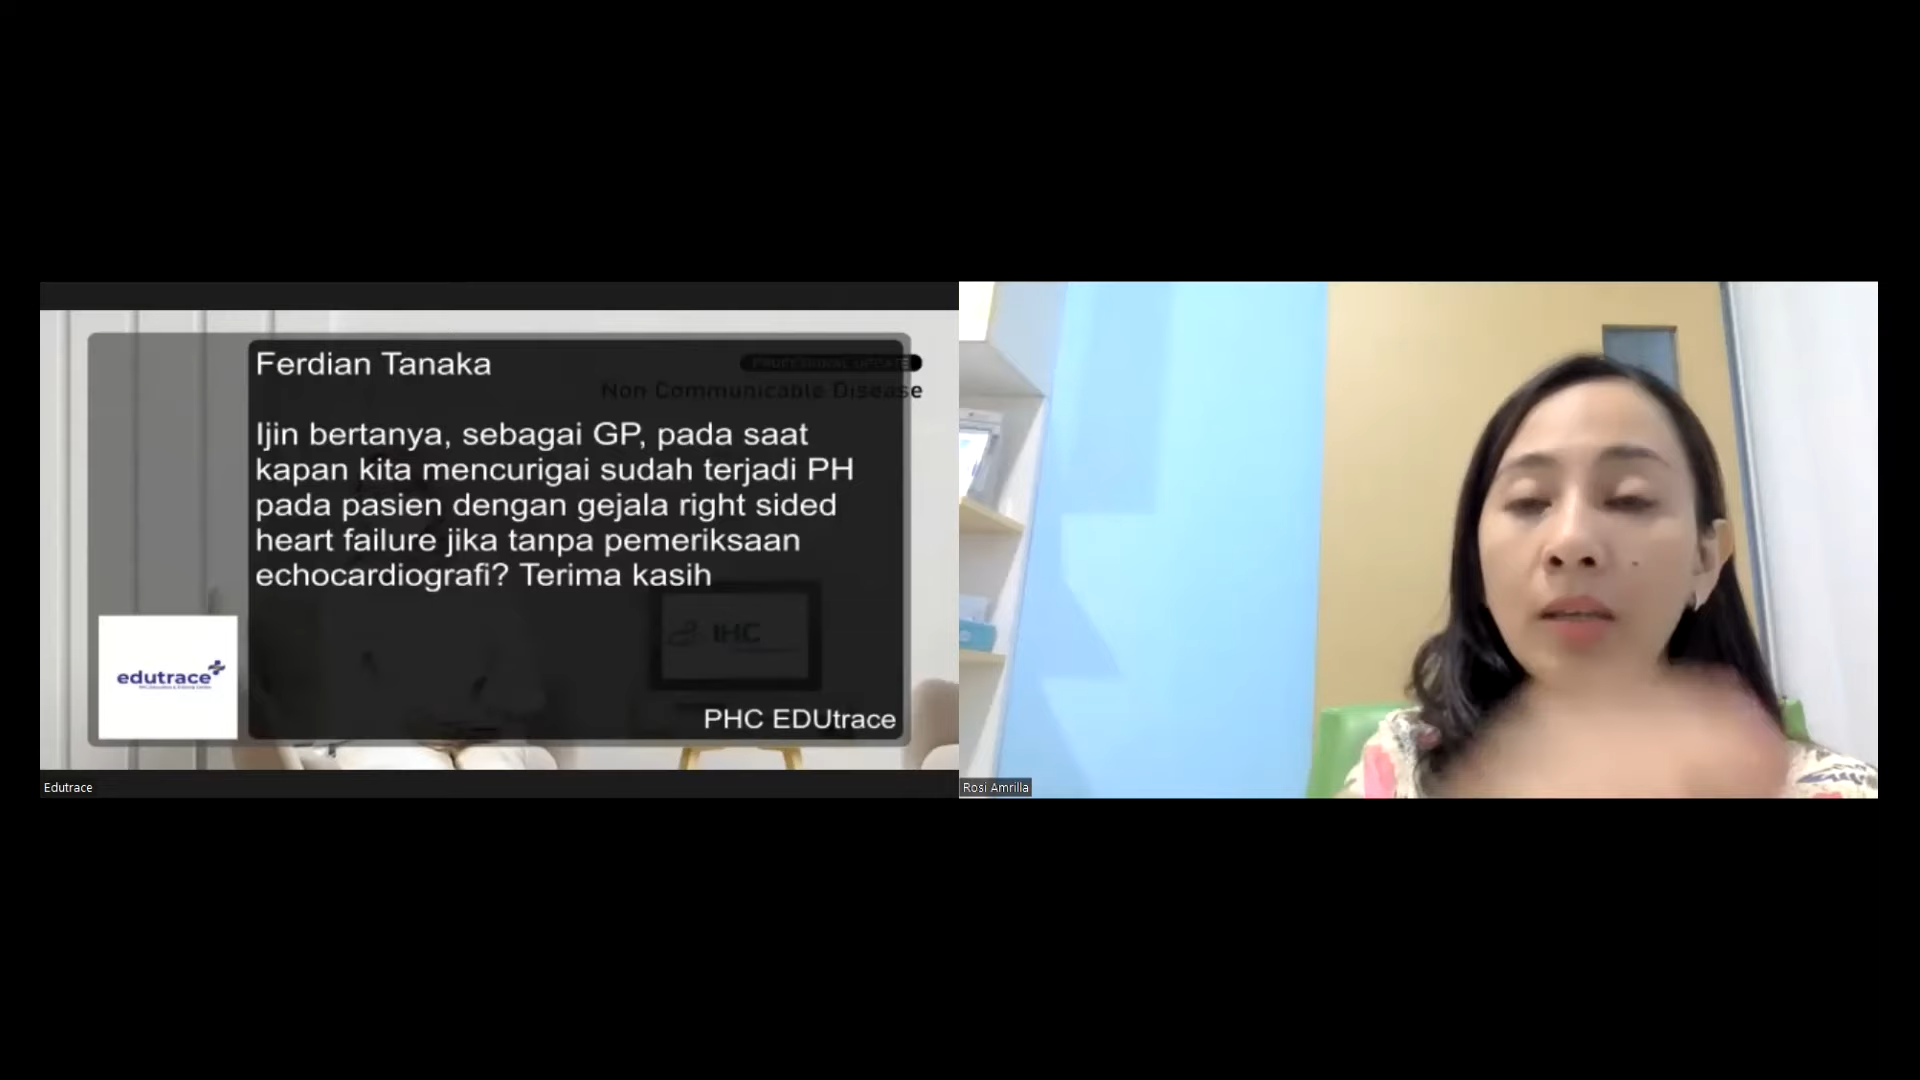 Ferdian Tanaka
PROFESSIONAL UPDATE
Non Communicable Disease
Ijin bertanya, sebagai GP, pada saat
kapan kita mencurigai sudah terjadi PH
pada pasien dengan gejala right sided
heart failure jika tanpa pemeriksaan
echocardiografi? Terima kasih
IHC
edutrace
PHC EDUtrace
Edutrace
Rosi Amrilla